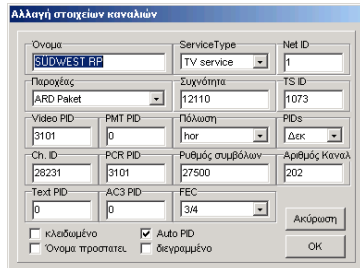 Αλλαγή στοιχείων καναλιών
Όνομα ServiceType Net ID
SÜDWEST RP TV service 1
Παροχέας Συχνότητα TS ID
ARD Paket 12110 1073
Video PID PMT PID Πόλωση PIDs
3101 0 hor Δεκ
Ch. ID PCR PID Ρυθμός συμβόλων Αριθμός Καναλ
28231 3101 27500 202
Text PID AC3 PID FEC
0 0 3/4
Ακύρωση
κλειδωμένο Auto PID
Όνομα προστατει. διεγραμμένο
OK